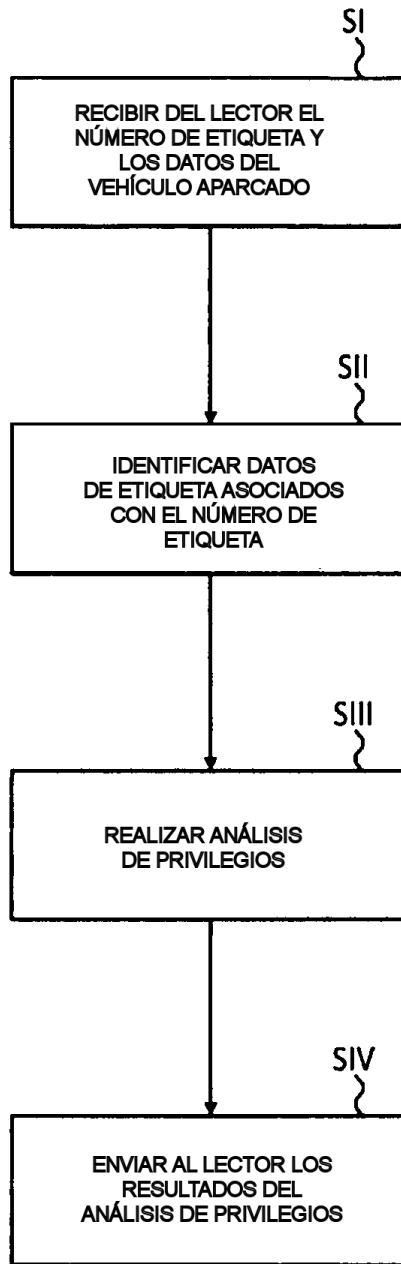 SI
RECIBIR DEL LECTOR EL
NÚMERO DE ETIQUETA Y
LOS DATOS DEL
VEHÍCULO APARCADO
SII
IDENTIFICAR DATOS
DE ETIQUETA ASOCIADOS
CON EL NÚMERO DE
ETIQUETA
SIII
REALIZAR ANÁLISIS
DE PRIVILEGIOS
SIV
ENVIAR AL LECTOR LOS
RESULTADOS DEL
ANÁLISIS DE PRIVILEGIOS